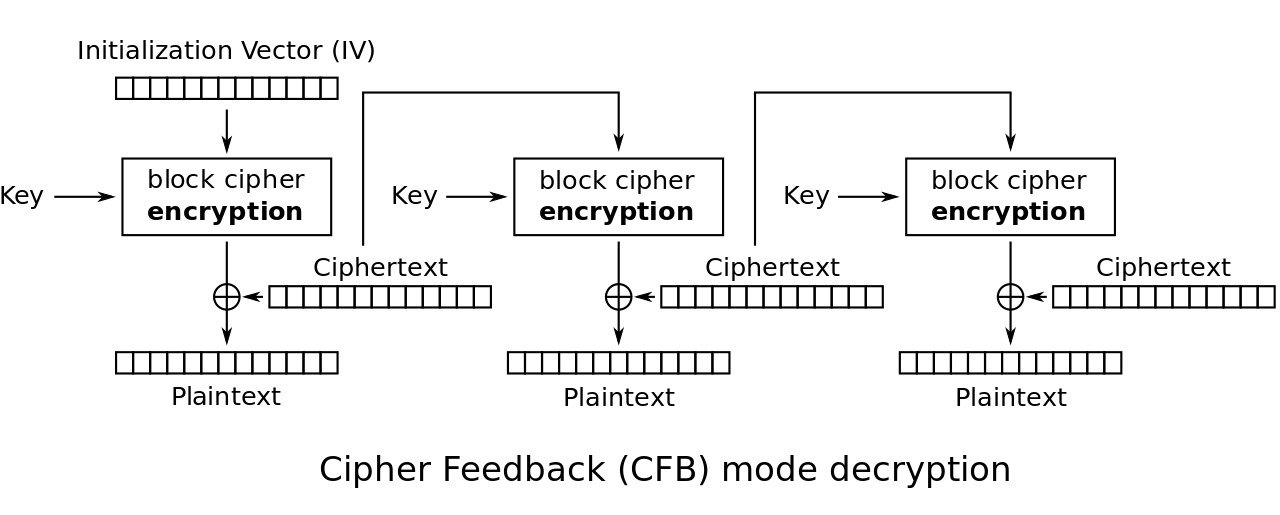 Initialization Vector (IV)
Key
block cipher
encryption
Key
block cipher
encryption
Key
block cipher
encryption
Ciphertext
Ciphertext
Ciphertext
Plaintext
Plaintext
Plaintext
Cipher Feedback (CFB) mode decryption